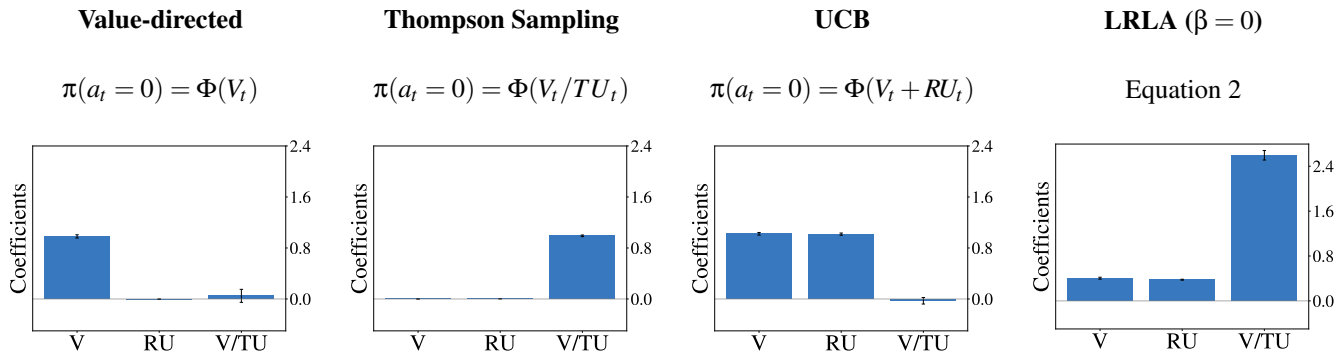 Value-directed
Thompson Sampling
UCB
LRLA (β = 0)
π(a_t = 0) = Φ(V_t)
π(a_t = 0) = Φ(V_t/TU_t)
π(a_t = 0) = Φ(V_t + RU_t)
Equation 2
Coefficients
2.4
1.6
0.8
0.0
V RU V/TU
Coefficients
2.4
1.6
0.8
0.0
V RU V/TU
Coefficients
2.4
1.6
0.8
0.0
V RU V/TU
Coefficients
2.4
1.6
0.8
0.0
V RU V/TU